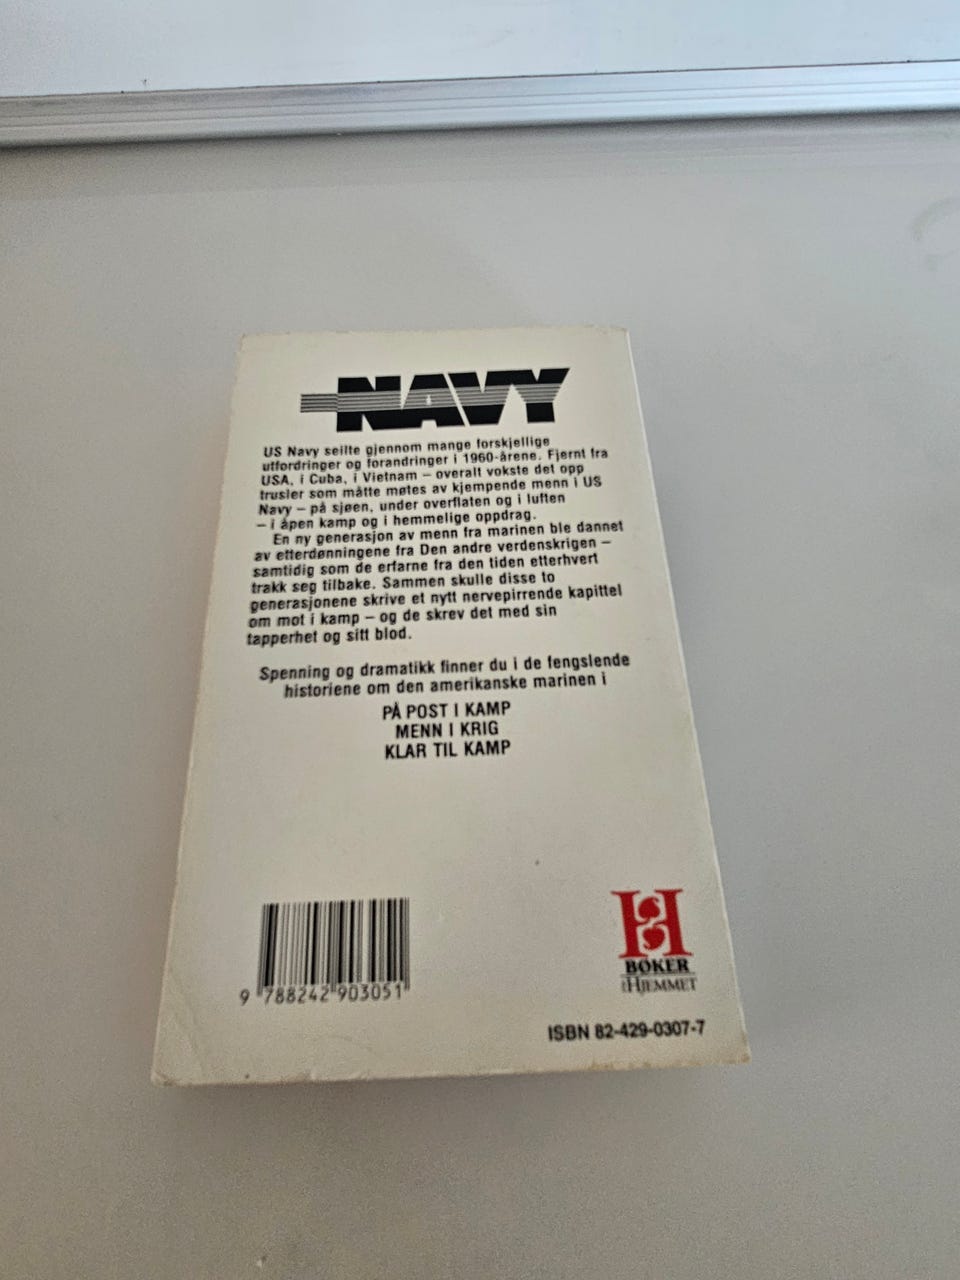 NAVY
US Navy seilte gjennom mange forskjellige
utfordringer og forandringer i 1960-årene. Fjernt fra
USA, i Cuba, i Vietnam – overalt vokste det opp
trusler som måtte møtes av kjempende menn i US
Navy – på sjøen, under overflaten og i luften
– i åpen kamp og i hemmelige oppdrag.
En ny generasjon av menn fra marinen ble dannet
av etterdønningene fra Den andre verdenskrigen –
samtidig som de erfarne fra den tiden etterhvert
trakk seg tilbake. Sammen skulle disse to
generasjonene skrive et nytt nervepirrende kapittel
om mot i kamp – og de skrev det med sin
tapperhet og sitt blod.
Spenning og dramatikk finner du i de fengslende
historiene om den amerikanske marinen i
PÅ POST I KAMP
MENN I KRIG
KLAR TIL KAMP
9 788242 903051
H
BØKER
FRA HJEMMET
ISBN 82-429-0307-7